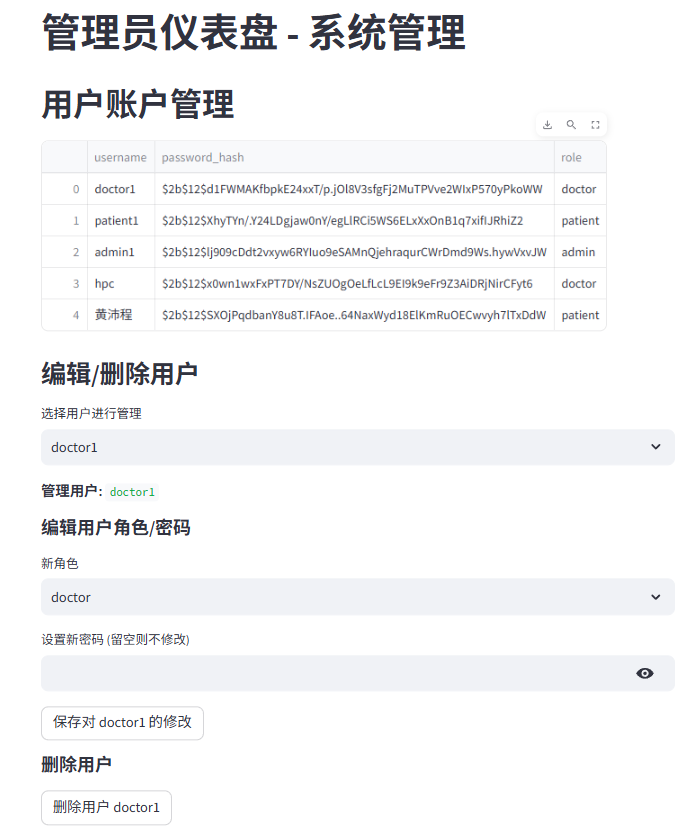 管理员仪表盘 - 系统管理
用户账户管理
username password_hash role
0 doctor1 $2b$12$d1FWMAKfbpkE24xxT/p.jOl8V3sfgFj2MuTPVve2WIxP570yPkoWW doctor
1 patient1 $2b$12$XhyTYn/.Y24LDgjaw0nY/egLlRCi5WS6ELxXxOnB1q7xifIJRhiZ2 patient
2 admin1 $2b$12$lj909cDdt2vxyw6RYIuo9eSAMnQjehraqurCWrDmd9Ws.hywVxvJW admin
3 hpc $2b$12$x0wn1wxFxPT7DY/NsZUOgOeLfLcL9EI9k9eFr9Z3AiDRjNirCFyt6 doctor
4 黄沛程 $2b$12$SXOjPqdbanY8u8T.IFAoe..64NaxWyd18ElKmRuOECwvyh7lTxDdW patient
编辑/删除用户
选择用户进行管理
doctor1
管理用户: doctor1
编辑用户角色/密码
新角色
doctor
设置新密码 (留空则不修改)
保存对 doctor1 的修改
删除用户
删除用户 doctor1